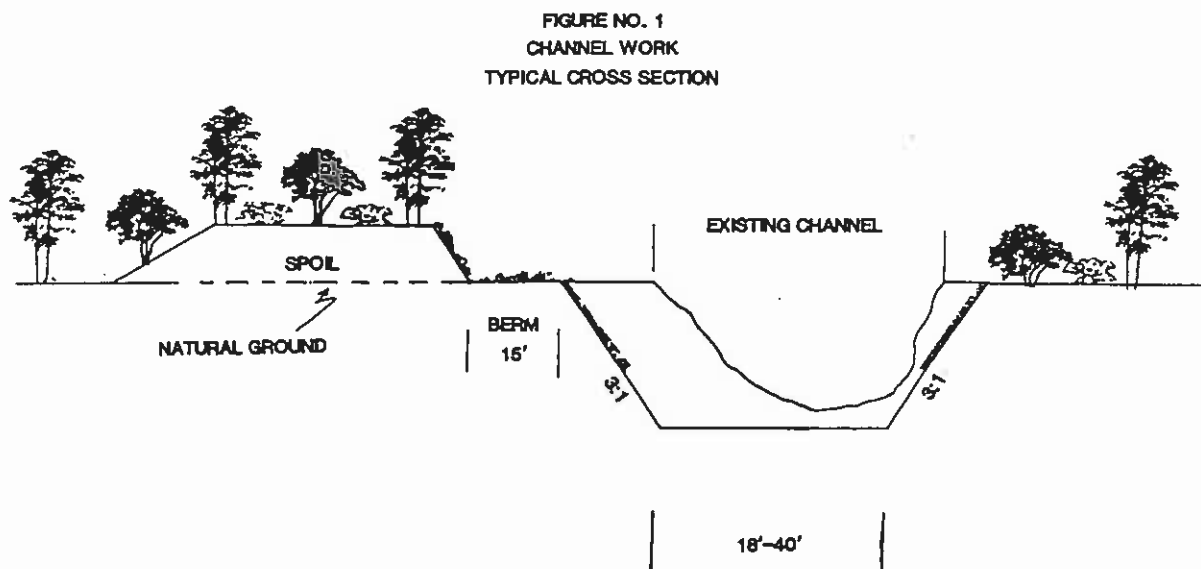 FIGURE NO. 1
CHANNEL WORK
TYPICAL CROSS SECTION
EXISTING CHANNEL
SPOIL
NATURAL GROUND
BERM
15'
3:1
3:1
18'-40'